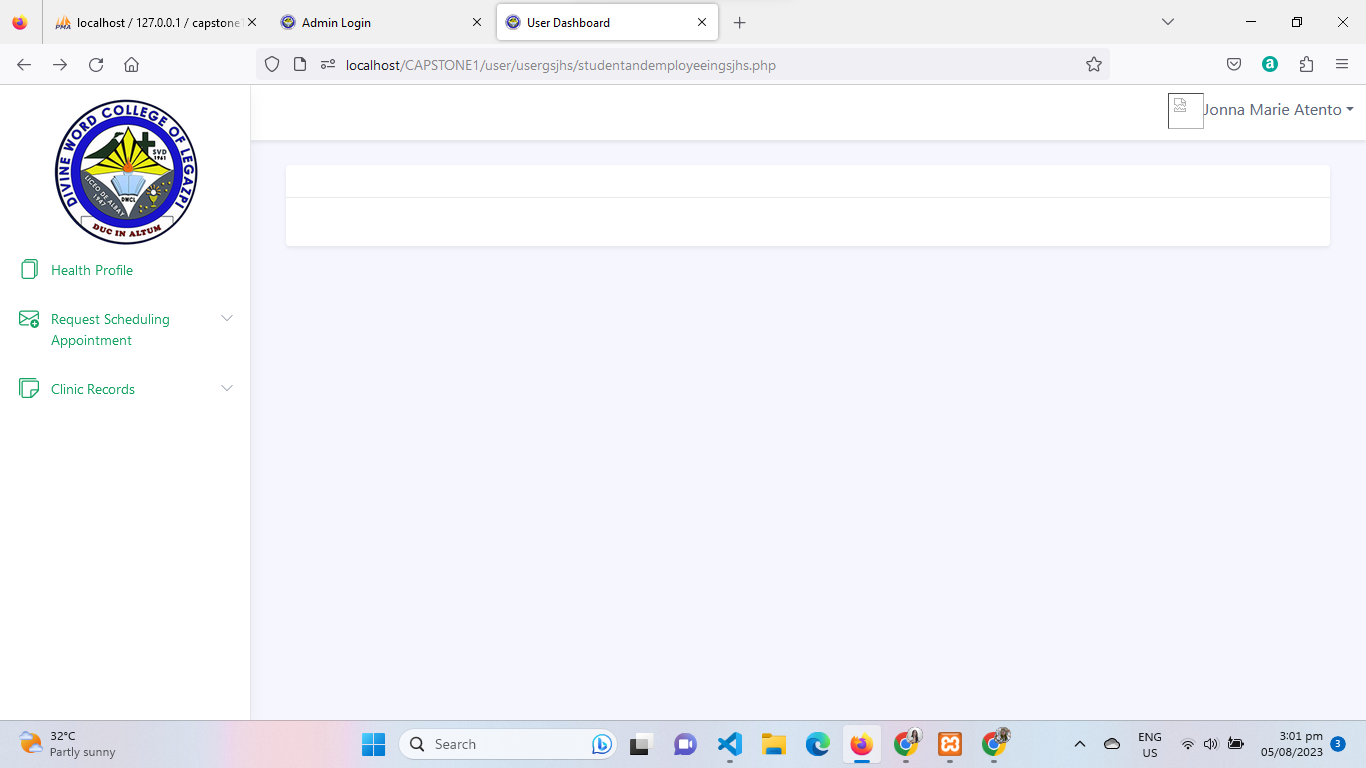 localhost / 127.0.0.1 / capstone1
Admin Login
User Dashboard
localhost/CAPSTONE1/user/usergsjhs/studentandemployeeingsjhs.php
a
DIVINE WORD COLLEGE OF LEGAZPI
SVD
1961
LICEO DE ALBAY
1947
DWCL
DUC IN ALTUM
Jonna Marie Atento
Health Profile
Request Scheduling
Appointment
Clinic Records
32°C
Partly sunny
Search
ENG
US
3:01 pm
05/08/2023
3